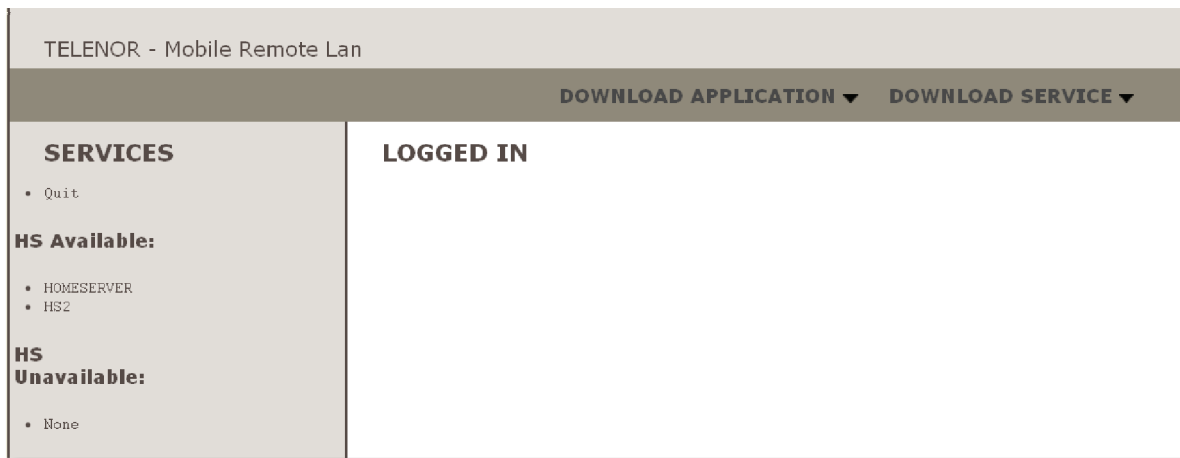 TELENOR - Mobile Remote Lan
DOWNLOAD APPLICATION DOWNLOAD SERVICE
SERVICES
Quit
HS Available:
HOMESERVER
HS2
HS
Unavailable:
None
LOGGED IN